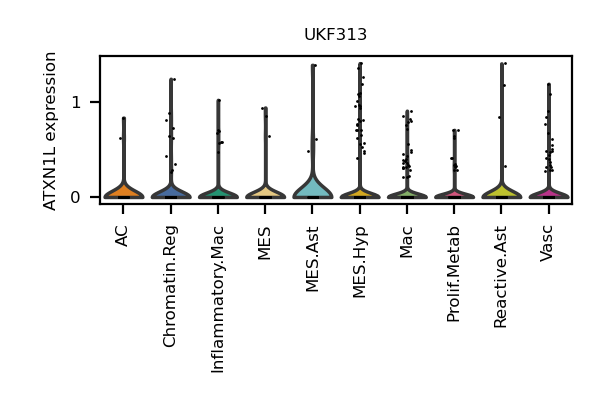 UKF313
ATXN1L expression
1
0
AC
Chromatin.Reg
Inflammatory.Mac
MES
MES.Ast
MES.Hyp
Mac
Prolif.Metab
Reactive.Ast
Vasc